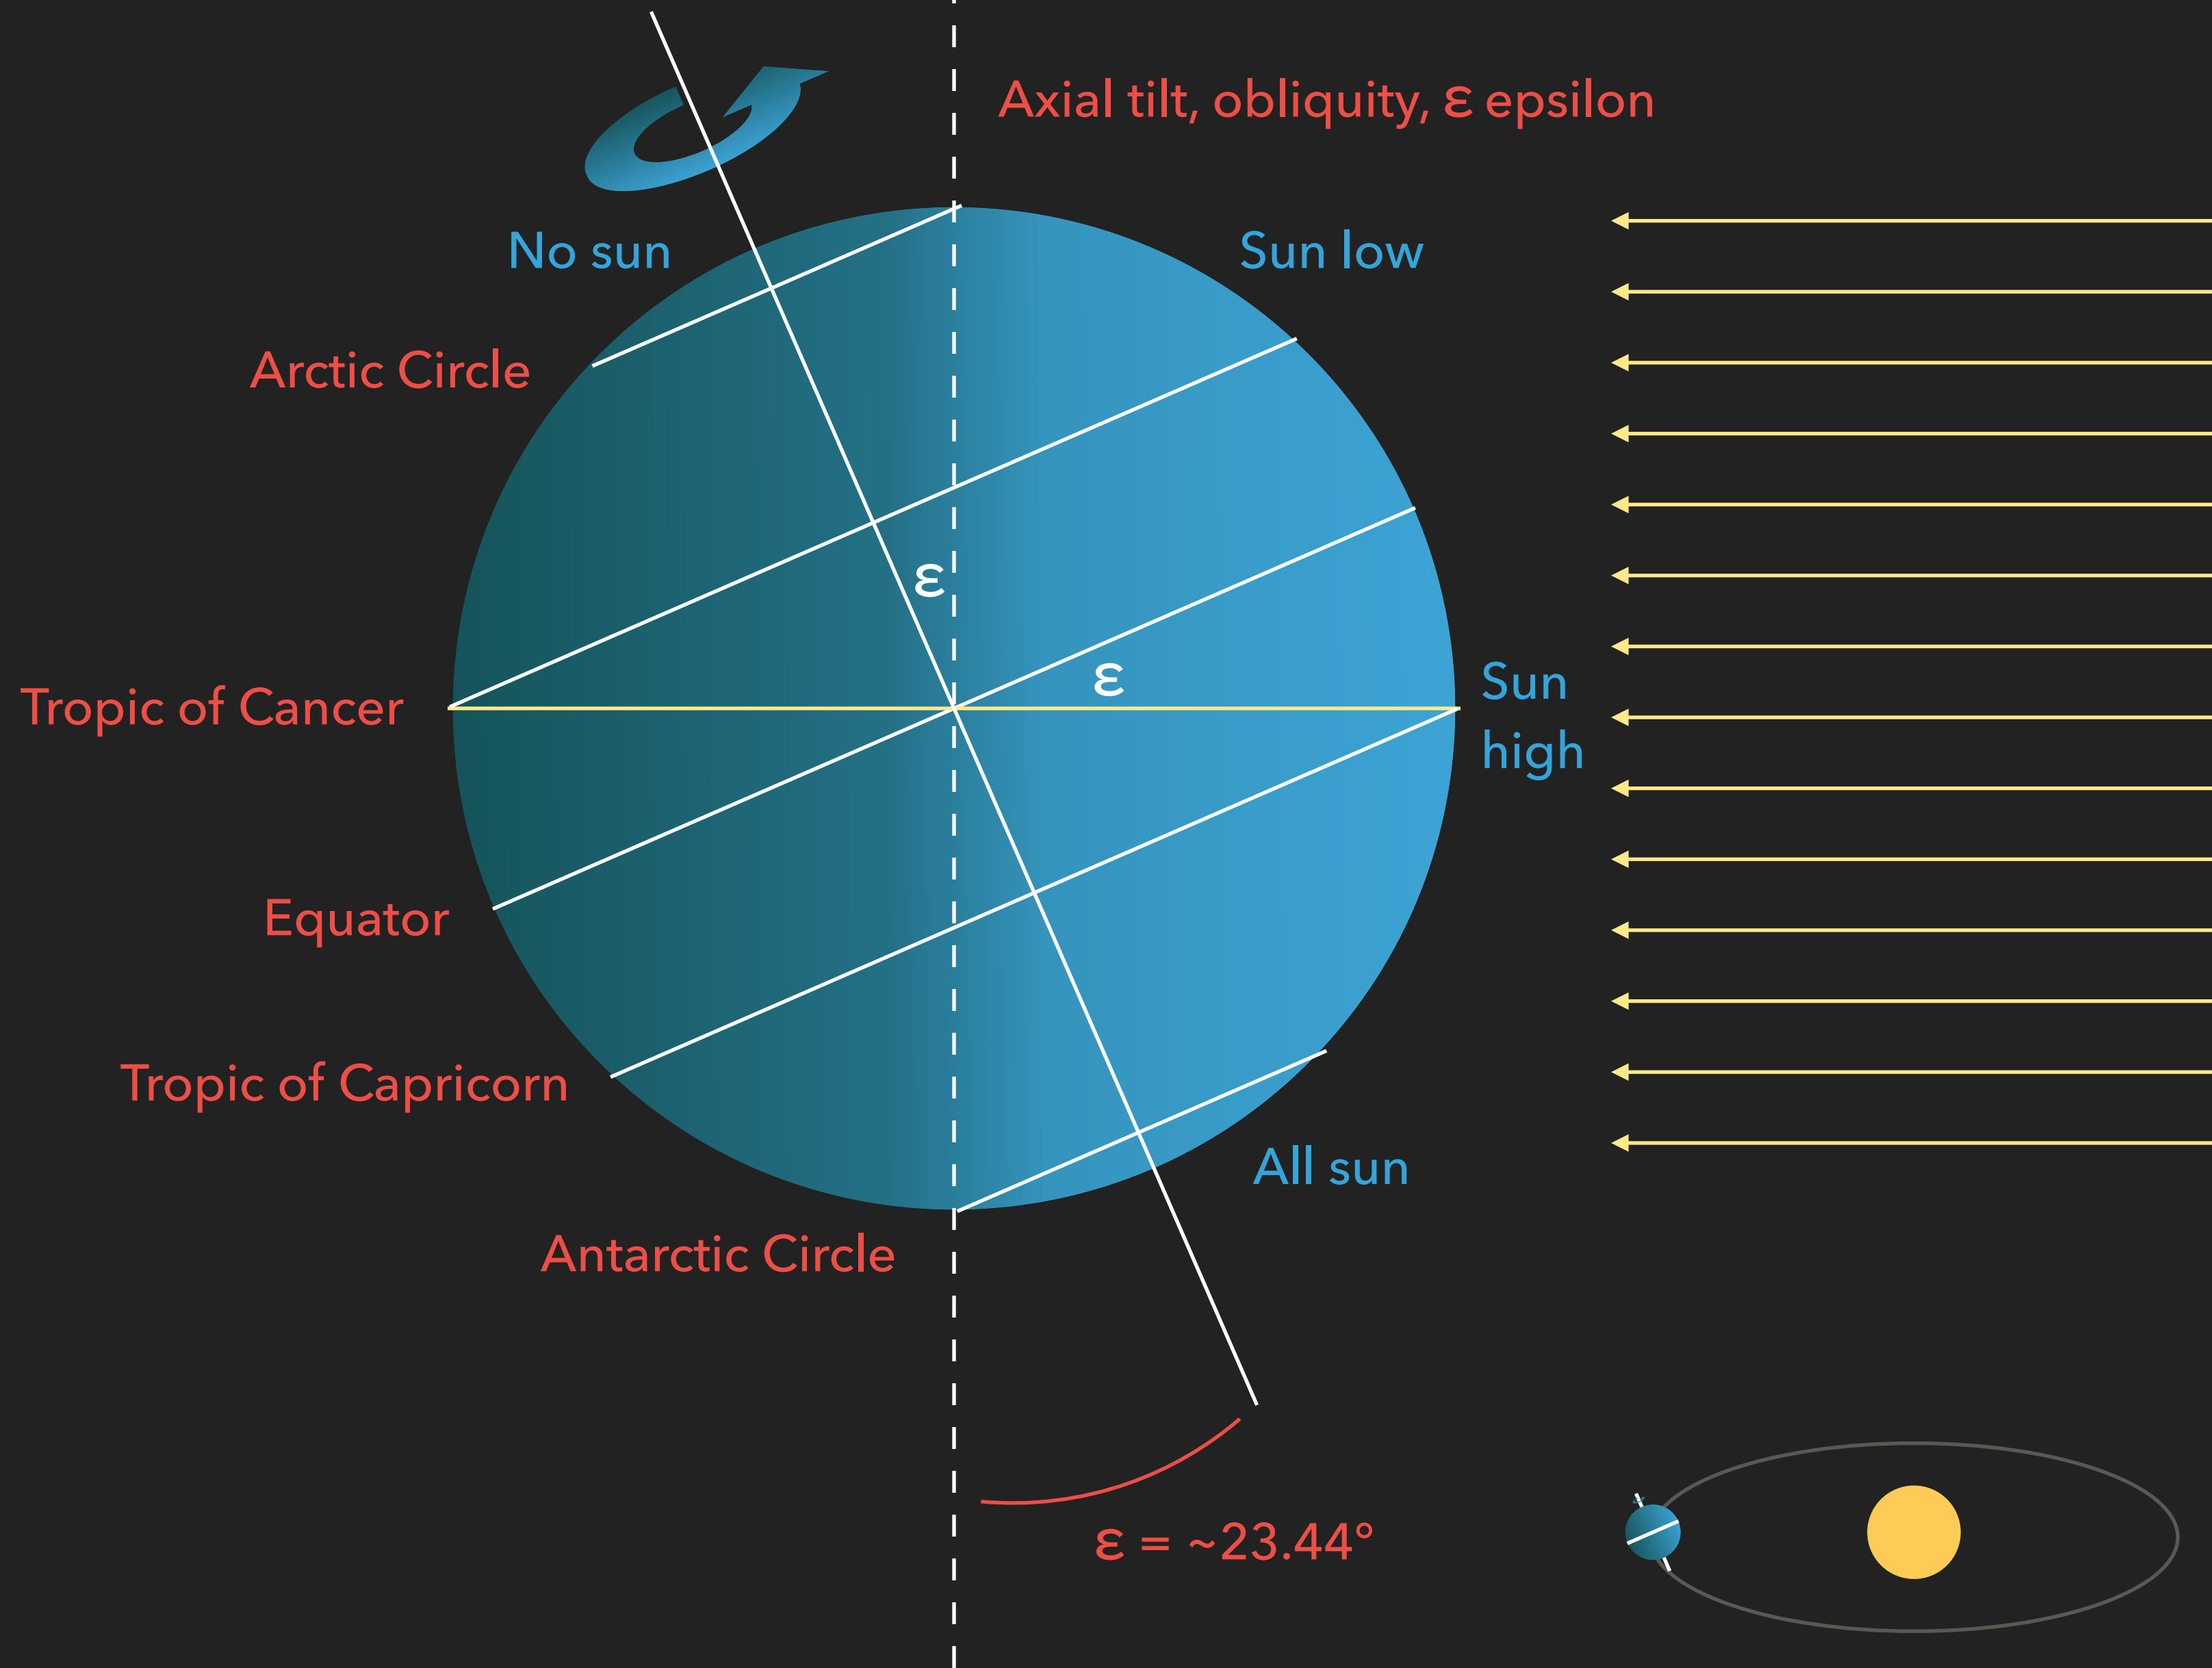 Axial tilt, obliquity, ε epsilon
No sun
Sun low
Arctic Circle
ε
ε
Sun
high
Tropic of Cancer
Equator
Tropic of Capricorn
All sun
Antarctic Circle
ε = ~23.44°